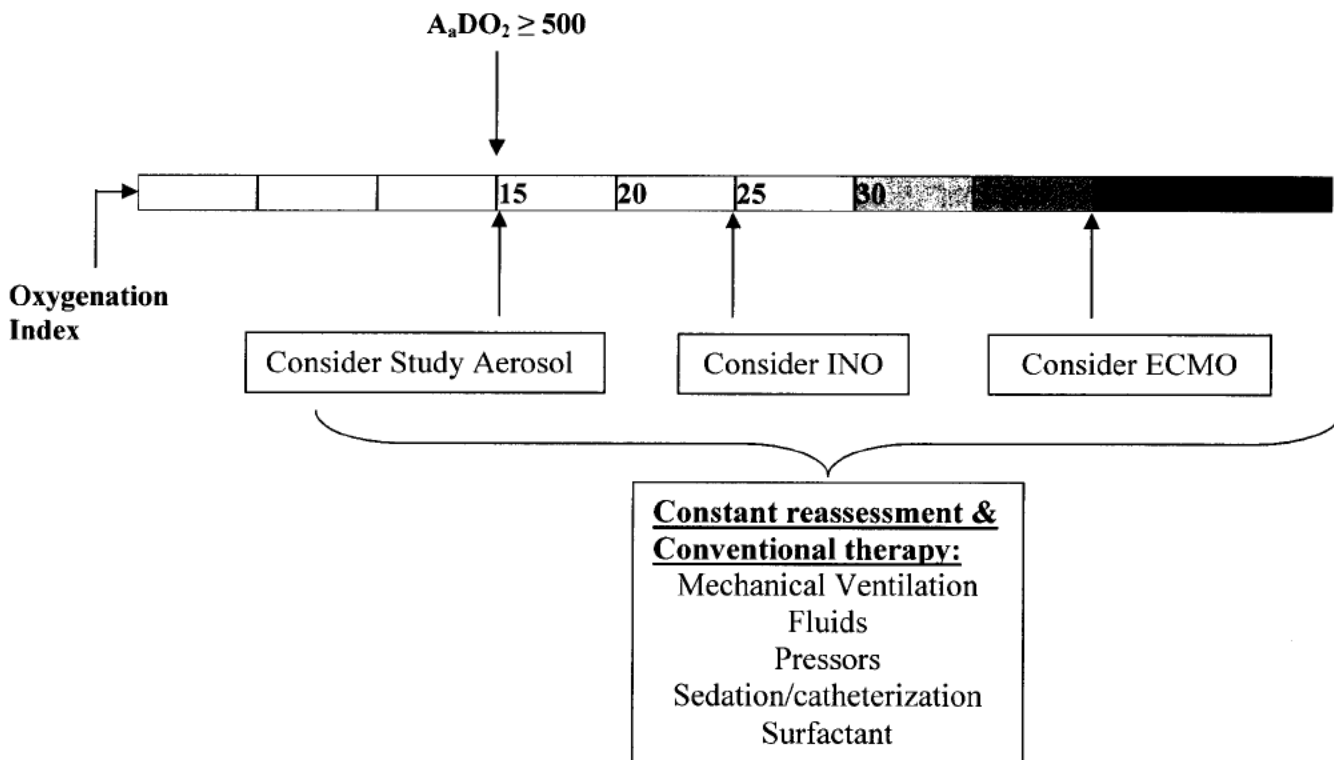 AaDO2 ≥ 500
15 20 25 30
Oxygenation
Index
Consider Study Aerosol
Consider INO
Consider ECMO
Constant reassessment &
Conventional therapy:
Mechanical Ventilation
Fluids
Pressors
Sedation/catheterization
Surfactant